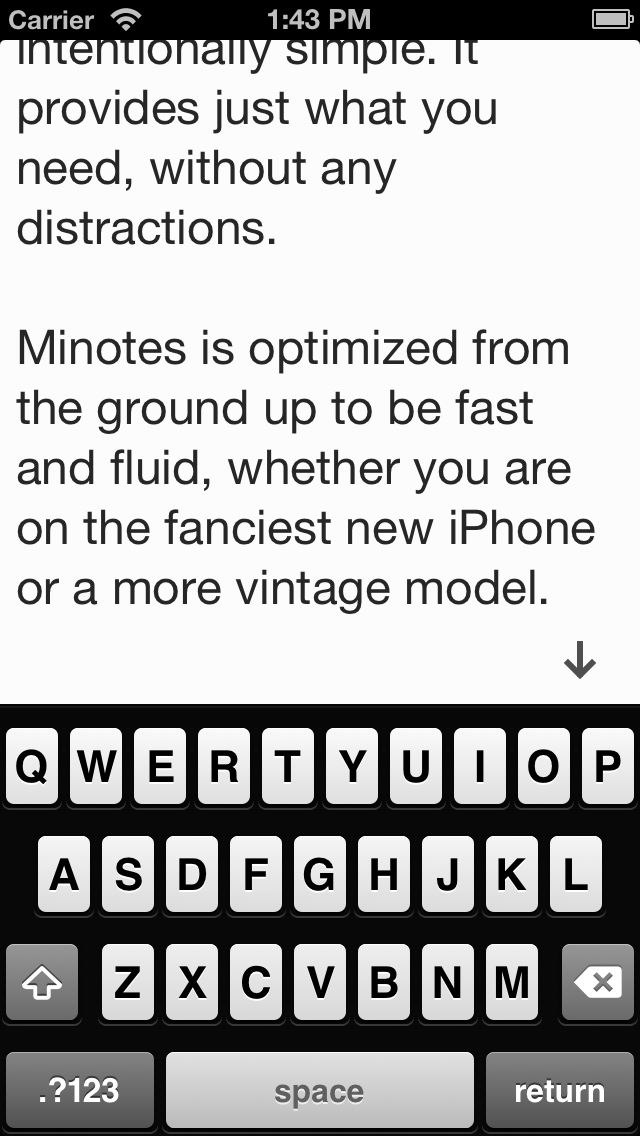 Carrier 1:43 PM
intentionally simple. It
provides just what you
need, without any
distractions.
Minotes is optimized from
the ground up to be fast
and fluid, whether you are
on the fanciest new iPhone
or a more vintage model.
Q W E R T Y U I O P
A S D F G H J K L
Z X C V B N M
.?123 space return